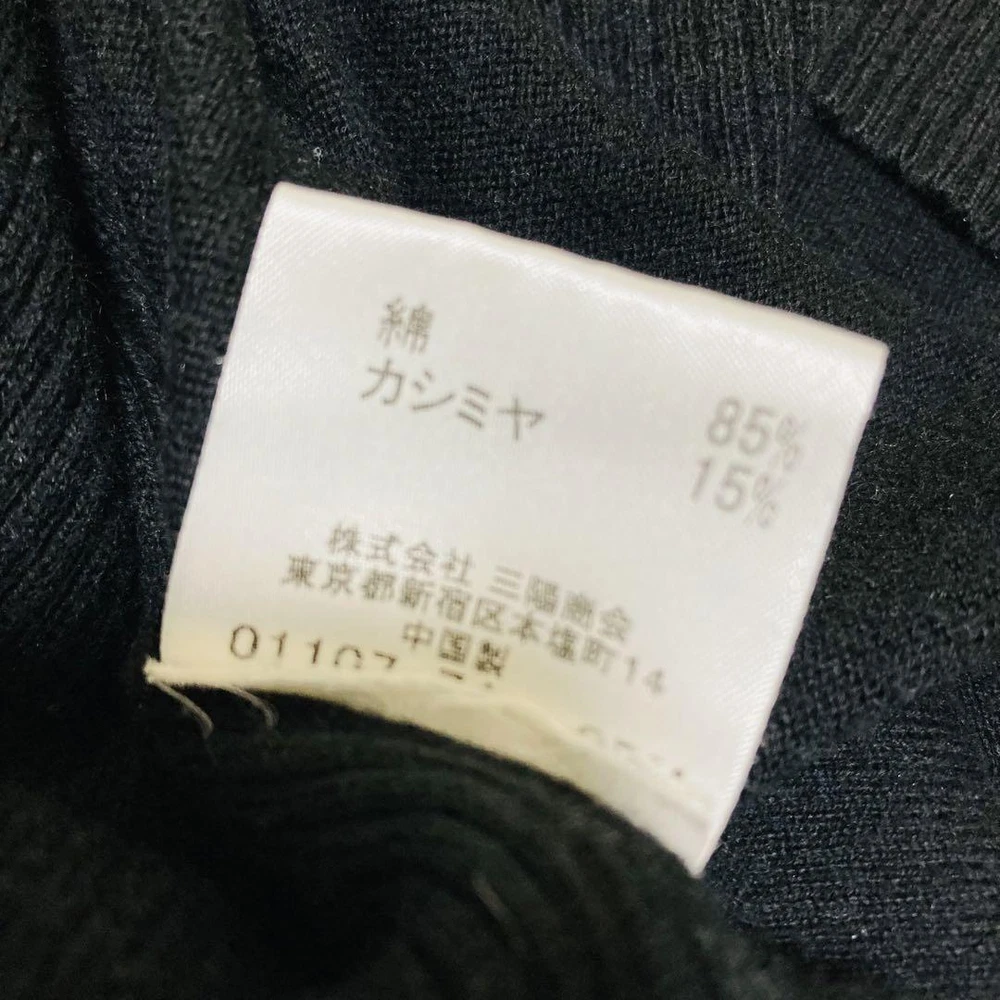 綿 85%
カシミヤ 15%
株式会社 三陽商会
東京都新宿区本塩町14
中国製
01107